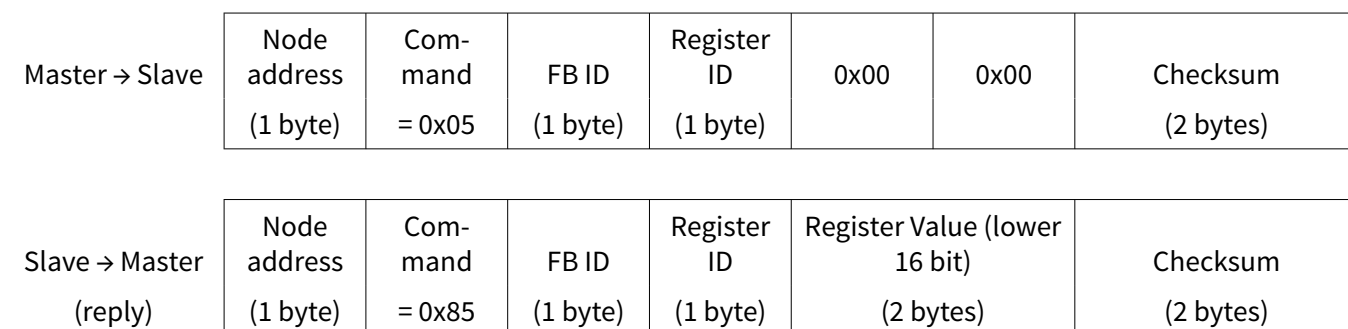 Master → Slave
Node address (1 byte)
Com-mand = 0x05
FB ID (1 byte)
Register ID (1 byte)
0x00
0x00
Checksum (2 bytes)
Slave → Master (reply)
Node address (1 byte)
Com-mand = 0x85
FB ID (1 byte)
Register ID (1 byte)
Register Value (lower 16 bit) (2 bytes)
Checksum (2 bytes)